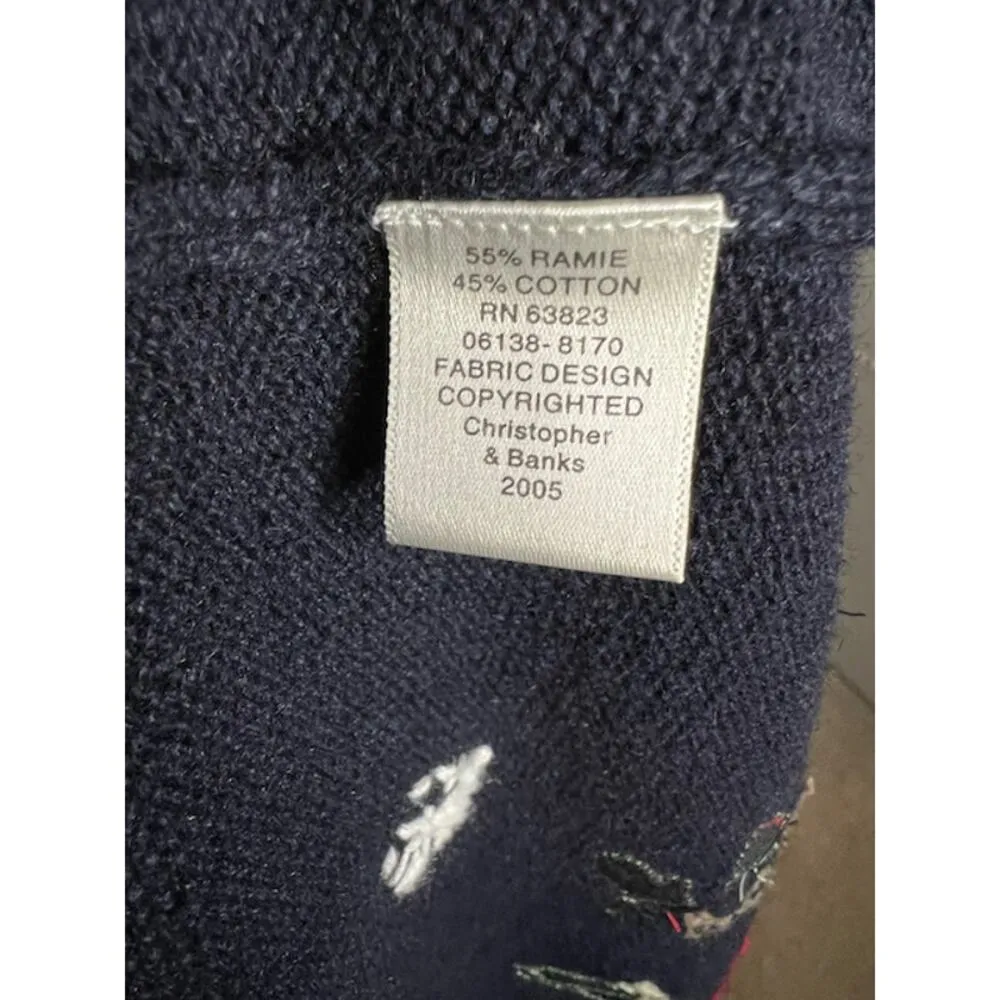 55% RAMIE
45% COTTON
RN 63823
06138-8170
FABRIC DESIGN
COPYRIGHTED
Christopher
& Banks
2005